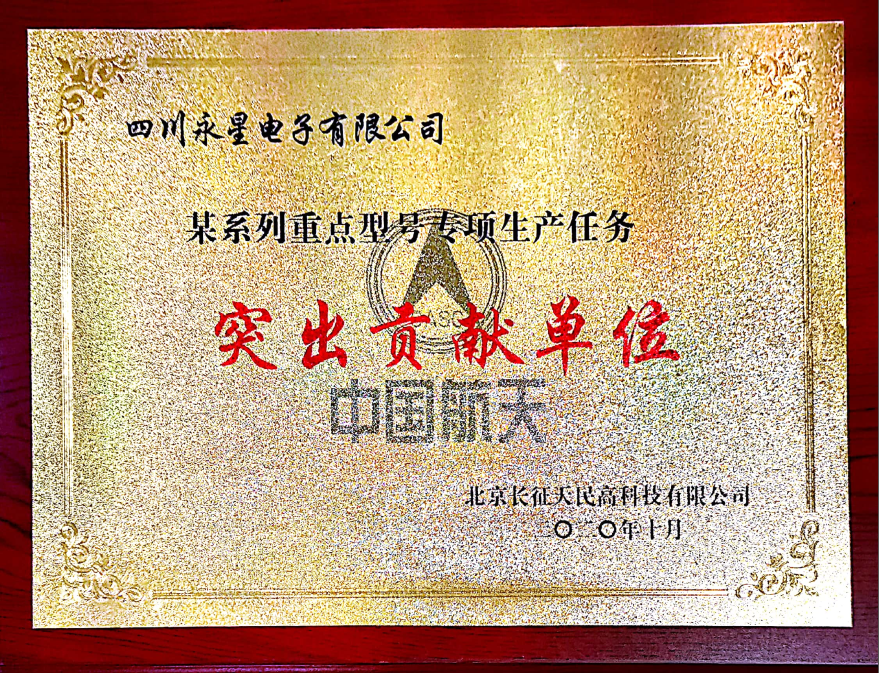 四川永星电子有限公司
某系列重点型号专项生产任务
突出贡献单位
中国航天
北京长征天民高科技有限公司
二〇二〇年十月